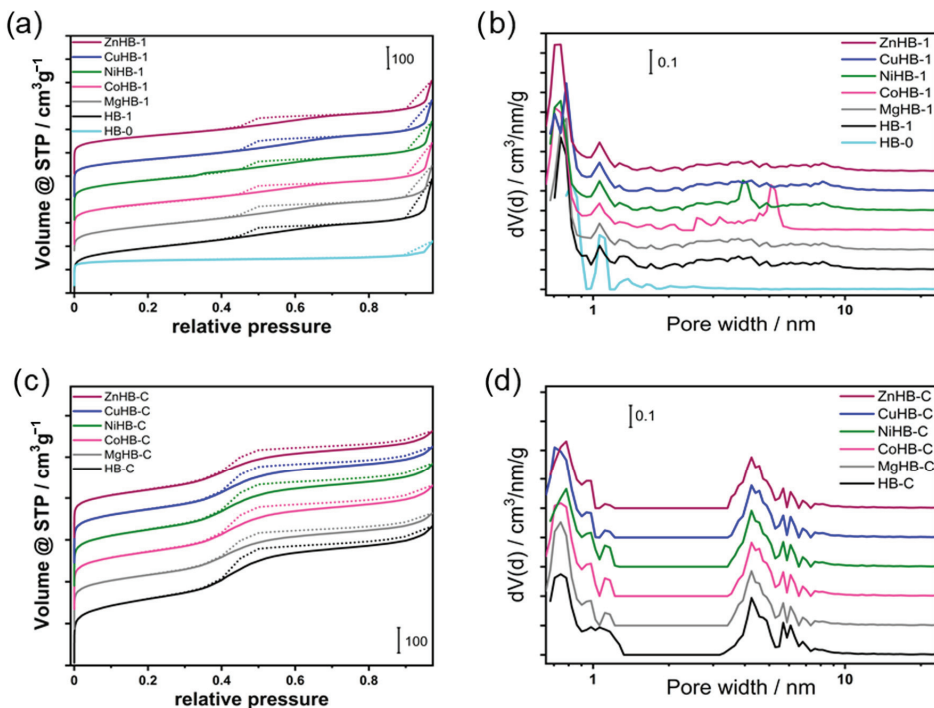 (a)
ZnHB-1
CuHB-1
NiHB-1
CoHB-1
MgHB-1
HB-1
HB-0
100
Volume @ STP / cm³g⁻¹
0
0.2
0.4
0.6
0.8
relative pressure
(b)
0.1
ZnHB-1
CuHB-1
NiHB-1
CoHB-1
MgHB-1
HB-1
HB-0
dV(d) / cm³/nm/g
1
10
Pore width / nm
(c)
ZnHB-C
CuHB-C
NiHB-C
CoHB-C
MgHB-C
HB-C
100
Volume @ STP / cm³g⁻¹
0
0.2
0.4
0.6
0.8
relative pressure
(d)
0.1
ZnHB-C
CuHB-C
NiHB-C
CoHB-C
MgHB-C
HB-C
dV(d) / cm³/nm/g
1
10
Pore width / nm